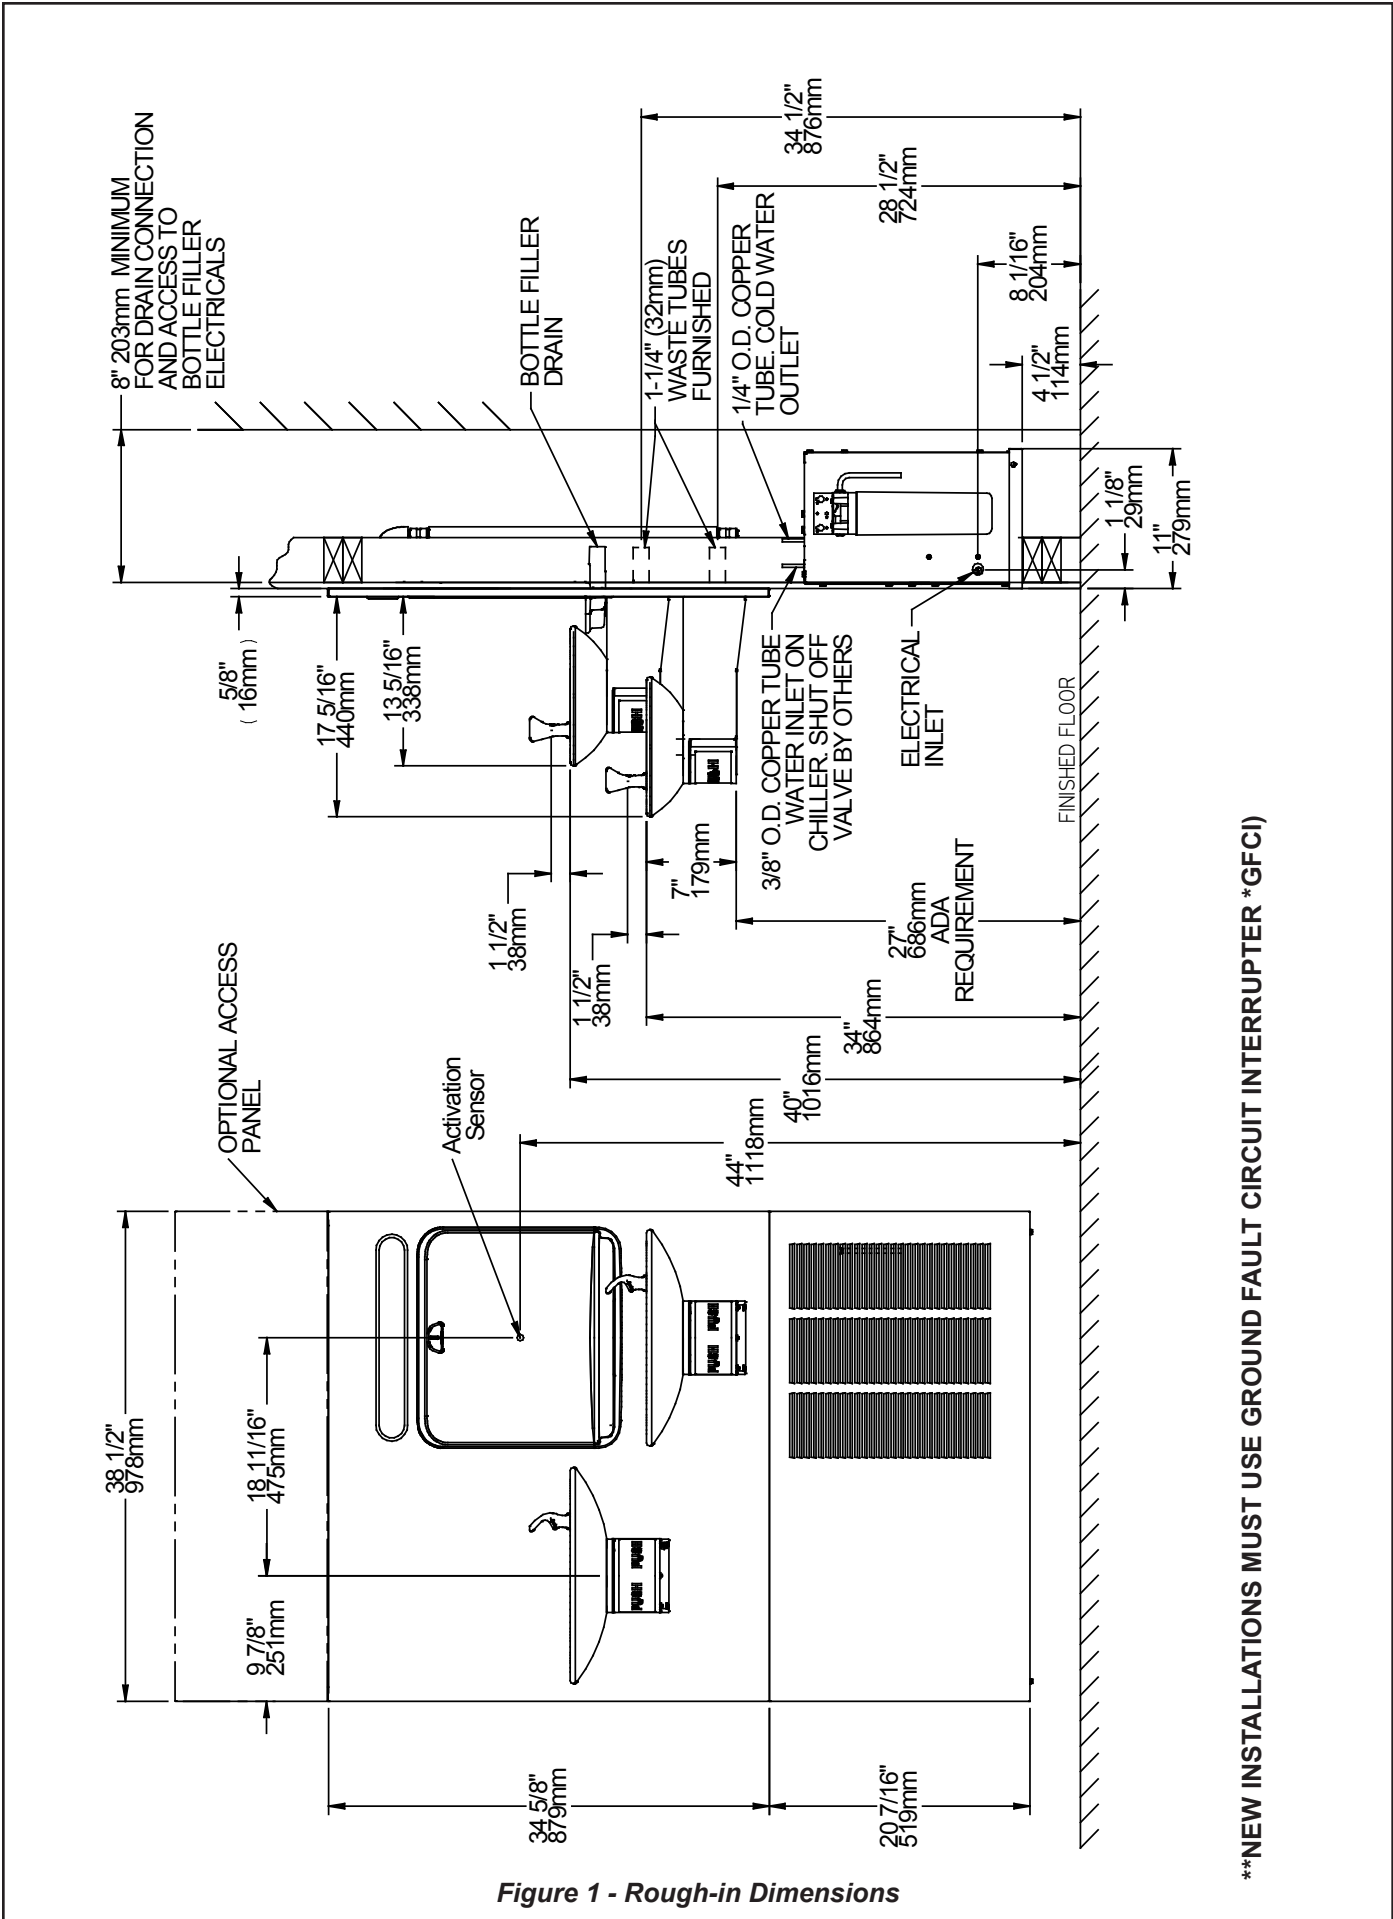 8" 203mm MINIMUM
FOR DRAIN CONNECTION
AND ACCESS TO
BOTTLE FILLER
ELECTRICALS
5/8"
( 16mm )
17 5/16"
440mm
13 5/16"
338mm
BOTTLE FILLER
DRAIN
1-1/4" (32mm)
WASTE TUBES
FURNISHED
1/4" O.D. COPPER
TUBE. COLD WATER
OUTLET
34 1/2"
876mm
28 1/2"
724mm
8 1/16"
204mm
4 1/2"
114mm
1 1/8"
29mm
11"
279mm
3/8" O.D. COPPER TUBE
WATER INLET ON
CHILLER. SHUT OFF
VALVE BY OTHERS
ELECTRICAL
INLET
FINISHED FLOOR
1 1/2"
38mm
1 1/2"
38mm
7"
179mm
27"
686mm
ADA
REQUIREMENT
34"
864mm
40"
1016mm
44"
1118mm
OPTIONAL ACCESS
PANEL
Activation
Sensor
38 1/2"
978mm
18 11/16"
475mm
9 7/8"
251mm
PUSH PUSH
PUSH PUSH
34 5/8"
879mm
20 7/16"
519mm
**NEW INSTALLATIONS MUST USE GROUND FAULT CIRCUIT INTERRUPTER *GFCI)
Figure 1 - Rough-in Dimensions